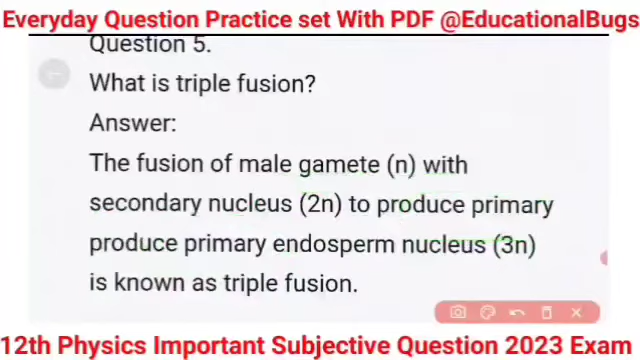 Everyday Question Practice set With PDF @EducationalBugs
Question 5.
What is triple fusion?
Answer:
The fusion of male gamete (n) with
secondary nucleus (2n) to produce primary
produce primary endosperm nucleus (3n)
is known as triple fusion.
12th Physics Important Subjective Question 2023 Exam